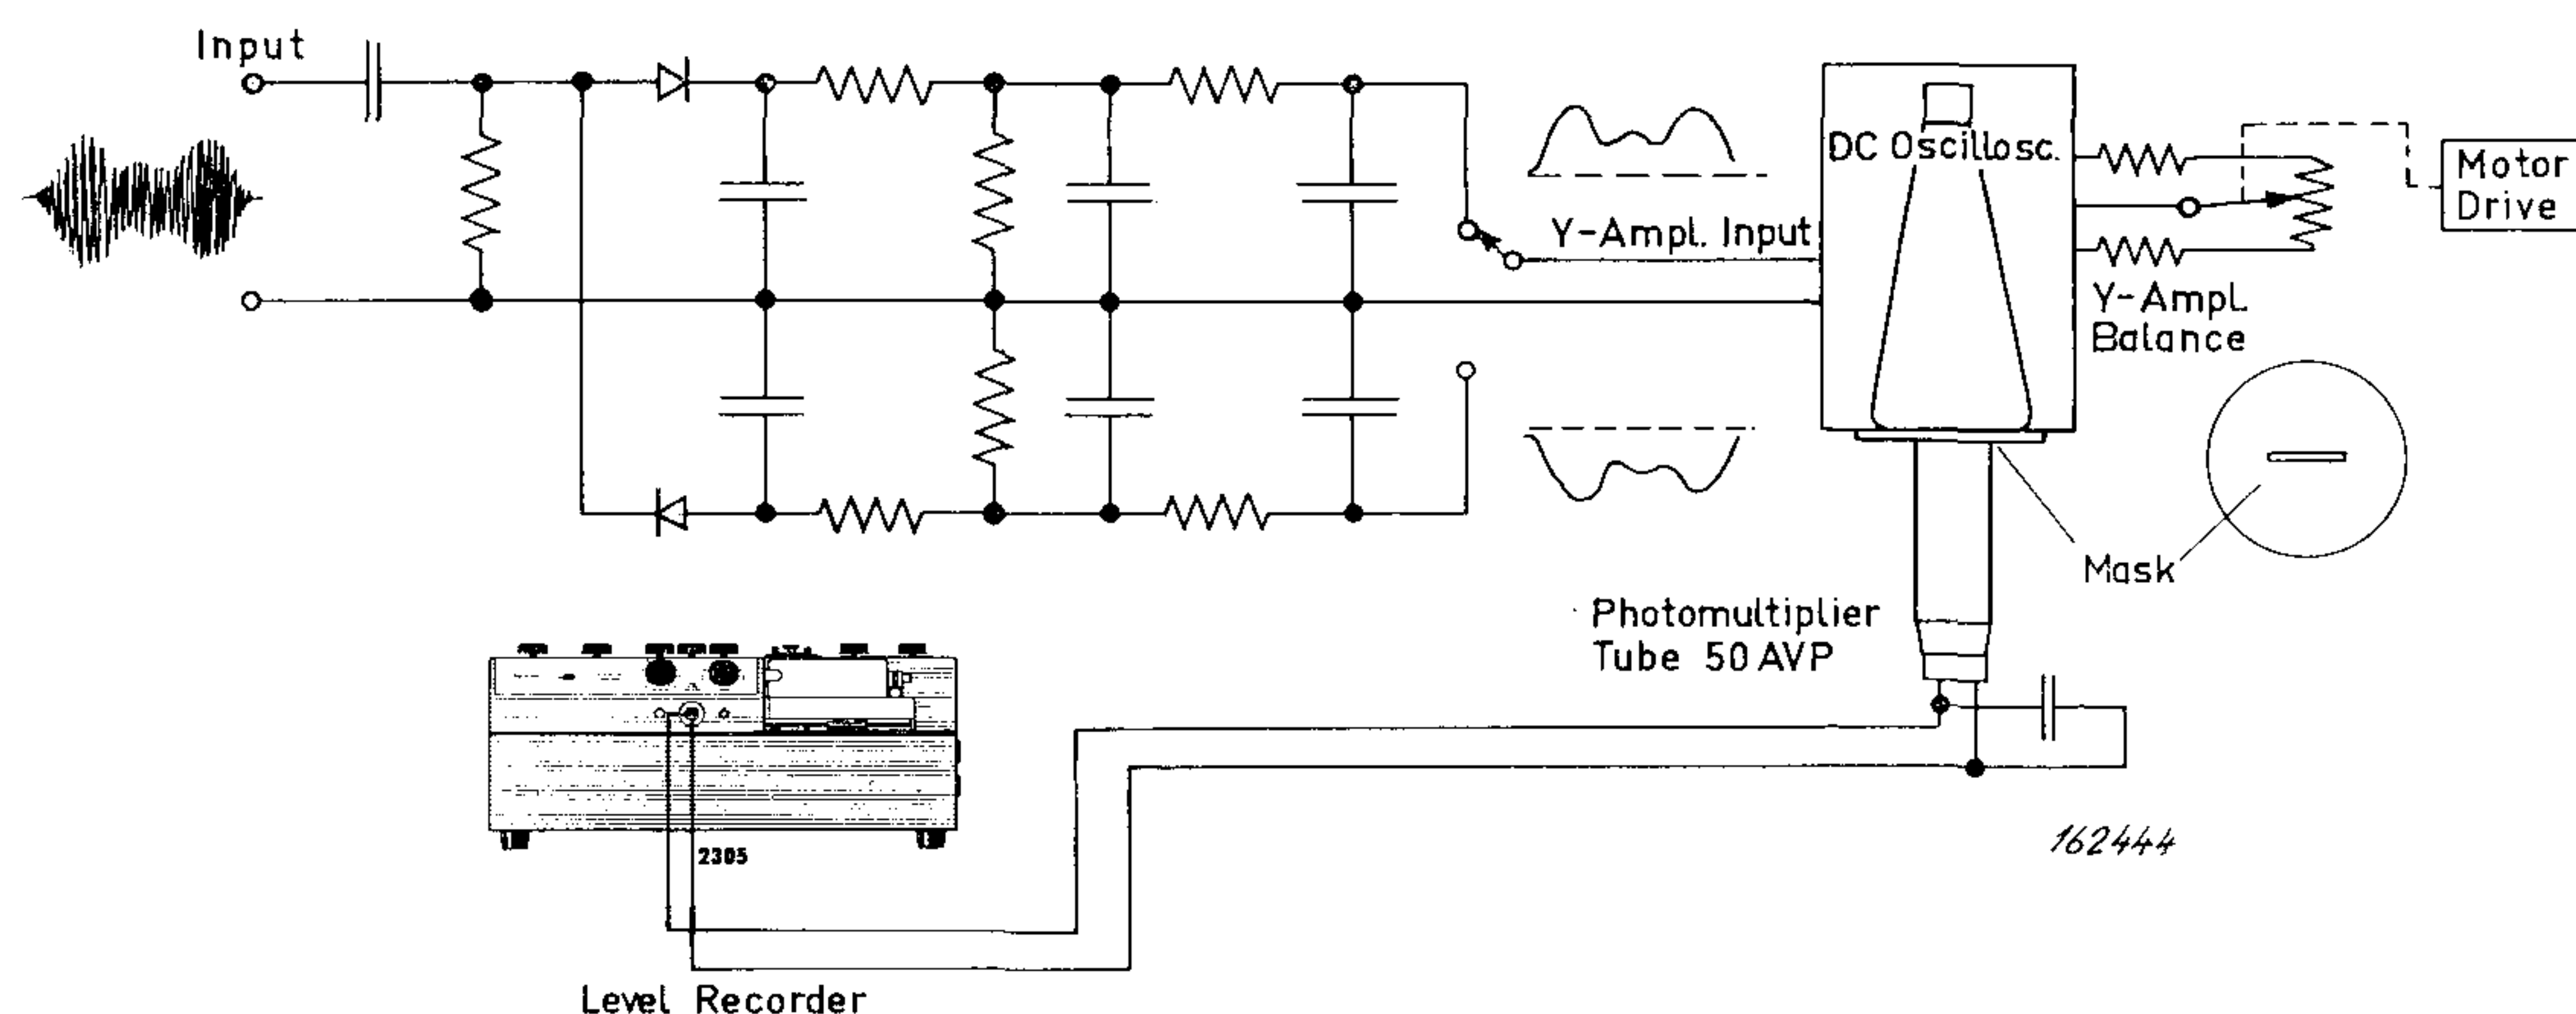 Input
DC Oscillosc.
Motor
Drive
Y-Ampl. Input
Y-Ampl.
Balance
Mask
Photomultiplier
Tube 50 AVP
2305
162444
Level Recorder